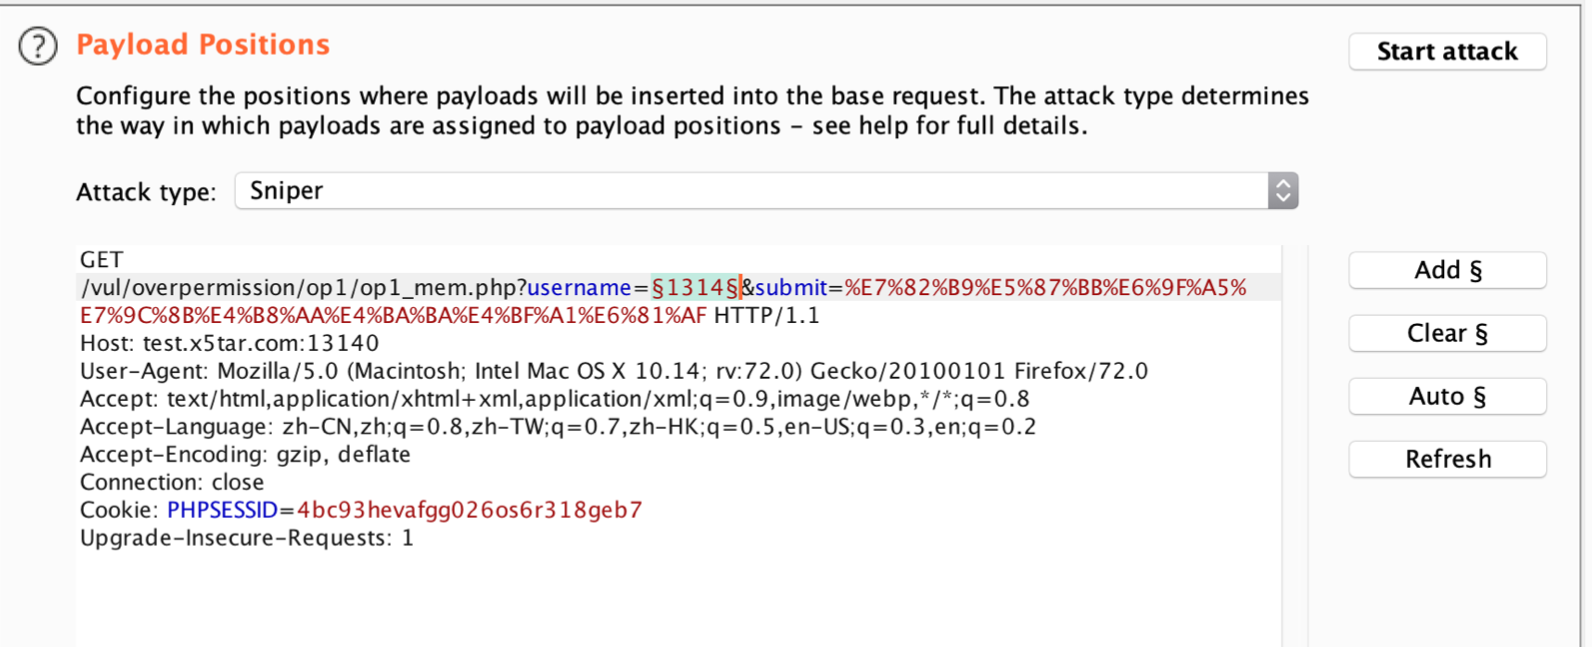 Payload Positions
Start attack
Configure the positions where payloads will be inserted into the base request. The attack type determines
the way in which payloads are assigned to payload positions – see help for full details.
Attack type: Sniper
GET
/vul/overpermission/op1/op1_mem.php?username=§1314§&submit=%E7%82%B9%E5%87%BB%E6%9F%A5%
E7%9C%8B%E4%B8%AA%E4%BA%BA%E4%BF%A1%E6%81%AF HTTP/1.1
Host: test.x5tar.com:13140
User-Agent: Mozilla/5.0 (Macintosh; Intel Mac OS X 10.14; rv:72.0) Gecko/20100101 Firefox/72.0
Accept: text/html,application/xhtml+xml,application/xml;q=0.9,image/webp,*/*;q=0.8
Accept-Language: zh-CN,zh;q=0.8,zh-TW;q=0.7,zh-HK;q=0.5,en-US;q=0.3,en;q=0.2
Accept-Encoding: gzip, deflate
Connection: close
Cookie: PHPSESSID=4bc93hevafgg026os6r318geb7
Upgrade-Insecure-Requests: 1
Add §
Clear §
Auto §
Refresh